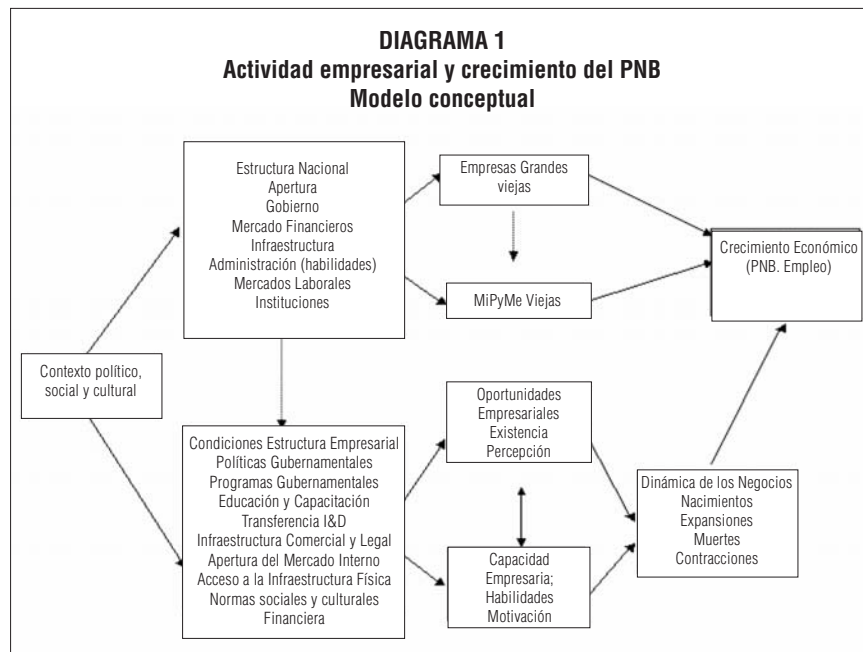 DIAGRAMA 1
Actividad empresarial y crecimiento del PNB
Modelo conceptual
Estructura Nacional
Apertura
Gobierno
Mercado Financieros
Infraestructura
Administración (habilidades)
Mercados Laborales
Instituciones
Empresas Grandes
viejas
MiPyMe Viejas
Crecimiento Económico
(PNB. Empleo)
Contexto político,
social y cultural
Condiciones Estructura Empresarial
Políticas Gubernamentales
Programas Gubernamentales
Educación y Capacitación
Transferencia I&D
Infraestructura Comercial y Legal
Apertura del Mercado Interno
Acceso a la Infraestructura Física
Normas sociales y culturales
Financiera
Oportunidades
Empresariales
Existencia
Percepción
Capacidad
Empresaria;
Habilidades
Motivación
Dinámica de los Negocios
Nacimientos
Expansiones
Muertes
Contracciones